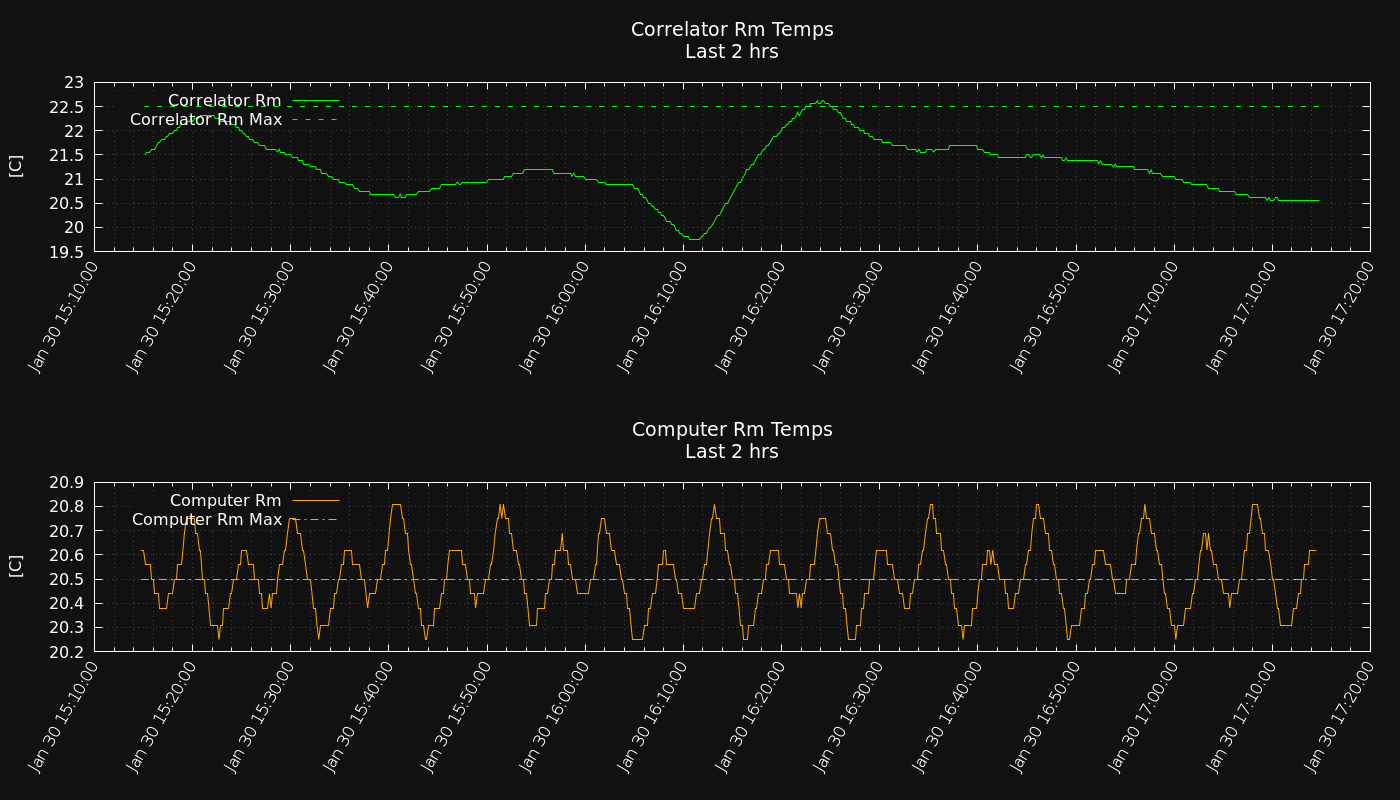 Correlator Rm Temps
Last 2 hrs
23
22.5
22
21.5
21
20.5
20
19.5
[C]
Correlator Rm
Correlator Rm Max
Jan 30 15:10:00
Jan 30 15:20:00
Jan 30 15:30:00
Jan 30 15:40:00
Jan 30 15:50:00
Jan 30 16:00:00
Jan 30 16:10:00
Jan 30 16:20:00
Jan 30 16:30:00
Jan 30 16:40:00
Jan 30 16:50:00
Jan 30 17:00:00
Jan 30 17:10:00
Jan 30 17:20:00
Computer Rm Temps
Last 2 hrs
20.9
20.8
20.7
20.6
20.5
20.4
20.3
20.2
[C]
Computer Rm
Computer Rm Max
Jan 30 15:10:00
Jan 30 15:20:00
Jan 30 15:30:00
Jan 30 15:40:00
Jan 30 15:50:00
Jan 30 16:00:00
Jan 30 16:10:00
Jan 30 16:20:00
Jan 30 16:30:00
Jan 30 16:40:00
Jan 30 16:50:00
Jan 30 17:00:00
Jan 30 17:10:00
Jan 30 17:20:00